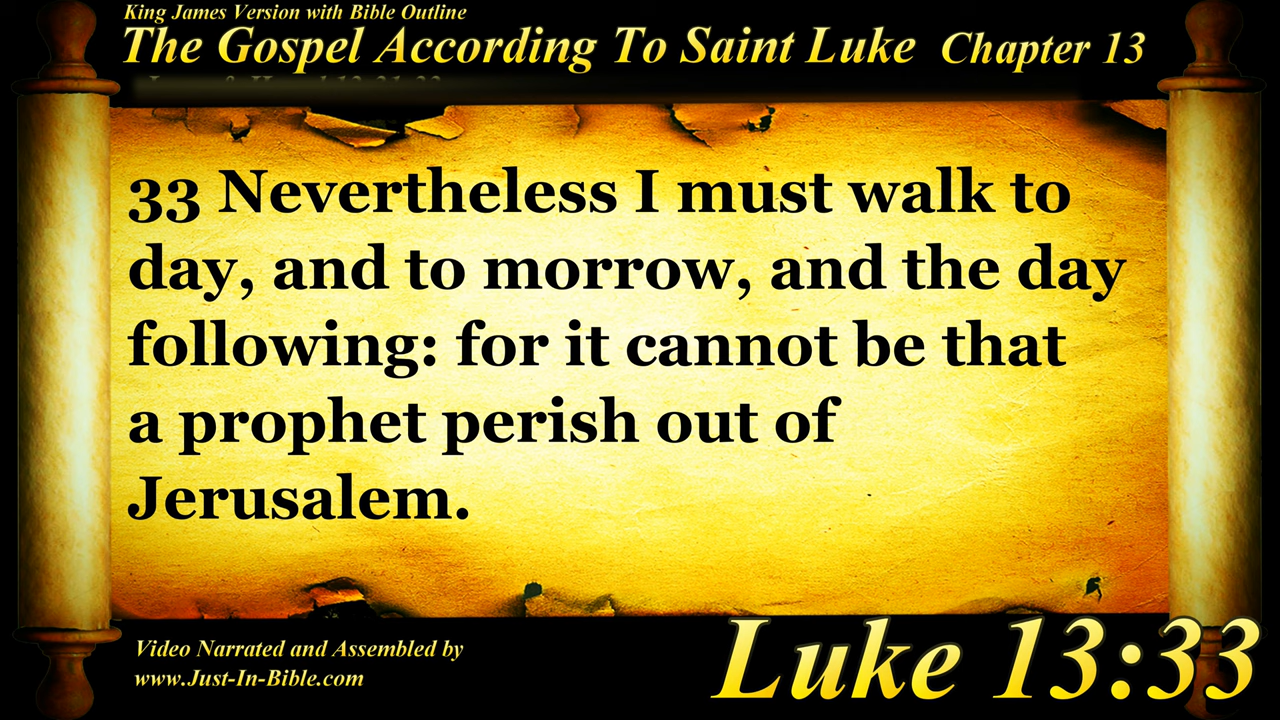 King James Version with Bible Outline
The Gospel According To Saint Luke Chapter 13
33 Nevertheless I must walk to
day, and to morrow, and the day
following: for it cannot be that
a prophet perish out of
Jerusalem.
Video Narrated and Assembled by
www.Just-In-Bible.com
Luke 13:33